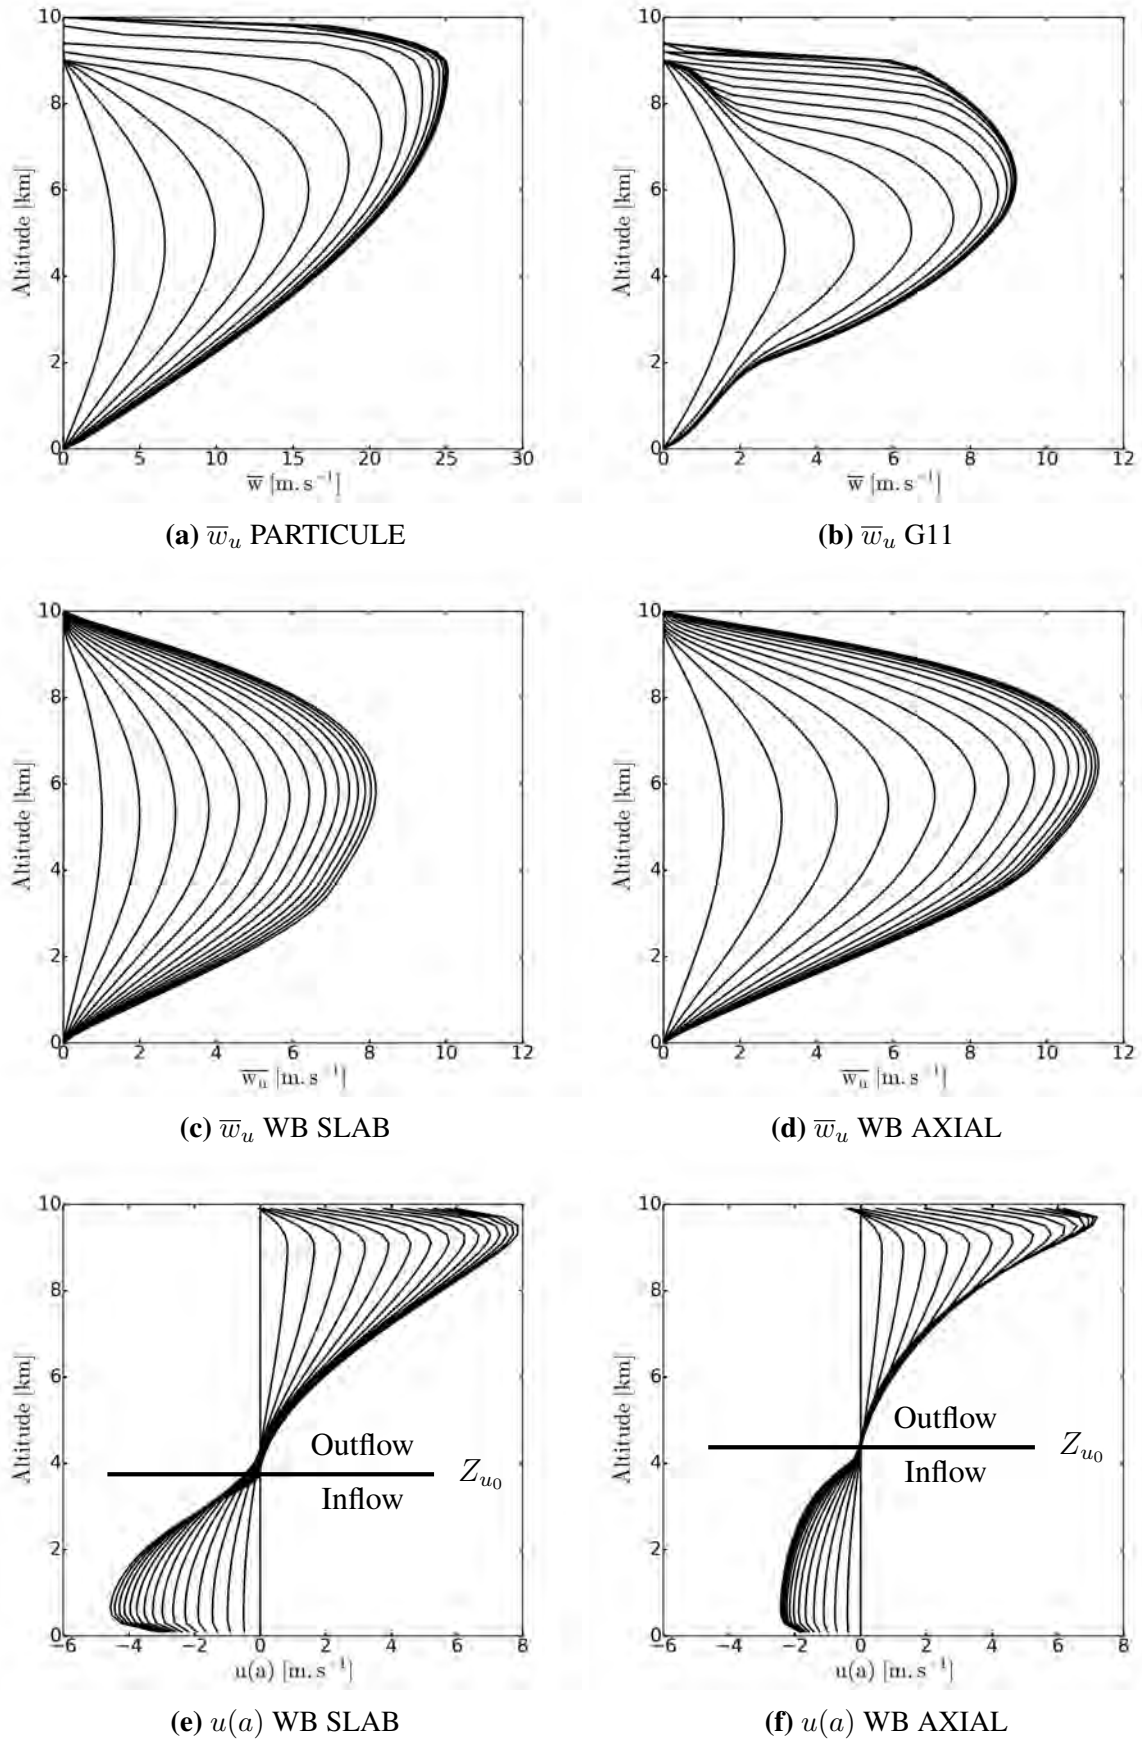 10
8
6
4
2
0
Altitude [km]
0 5 10 15 20 25 30
w̅ [m.s⁻¹]
(a) w̅ᵤ PARTICULE
10
8
6
4
2
0
Altitude [km]
0 2 4 6 8 10 12
w̅ [m.s⁻¹]
(b) w̅ᵤ G11
10
8
6
4
2
0
Altitude [km]
0 2 4 6 8 10 12
w̅ᵤ [m.s⁻¹]
(c) w̅ᵤ WB SLAB
10
8
6
4
2
0
Altitude [km]
0 2 4 6 8 10 12
w̅ᵤ [m.s⁻¹]
(d) w̅ᵤ WB AXIAL
10
8
6
4
2
0
Altitude [km]
Outflow
Z_{u₀}
Inflow
−6 −4 −2 0 2 4 6 8
u(a) [m.s⁻¹]
(e) u(a) WB SLAB
10
8
6
4
2
0
Altitude [km]
Outflow
Z_{u₀}
Inflow
−6 −4 −2 0 2 4 6 8
u(a) [m.s⁻¹]
(f) u(a) WB AXIAL